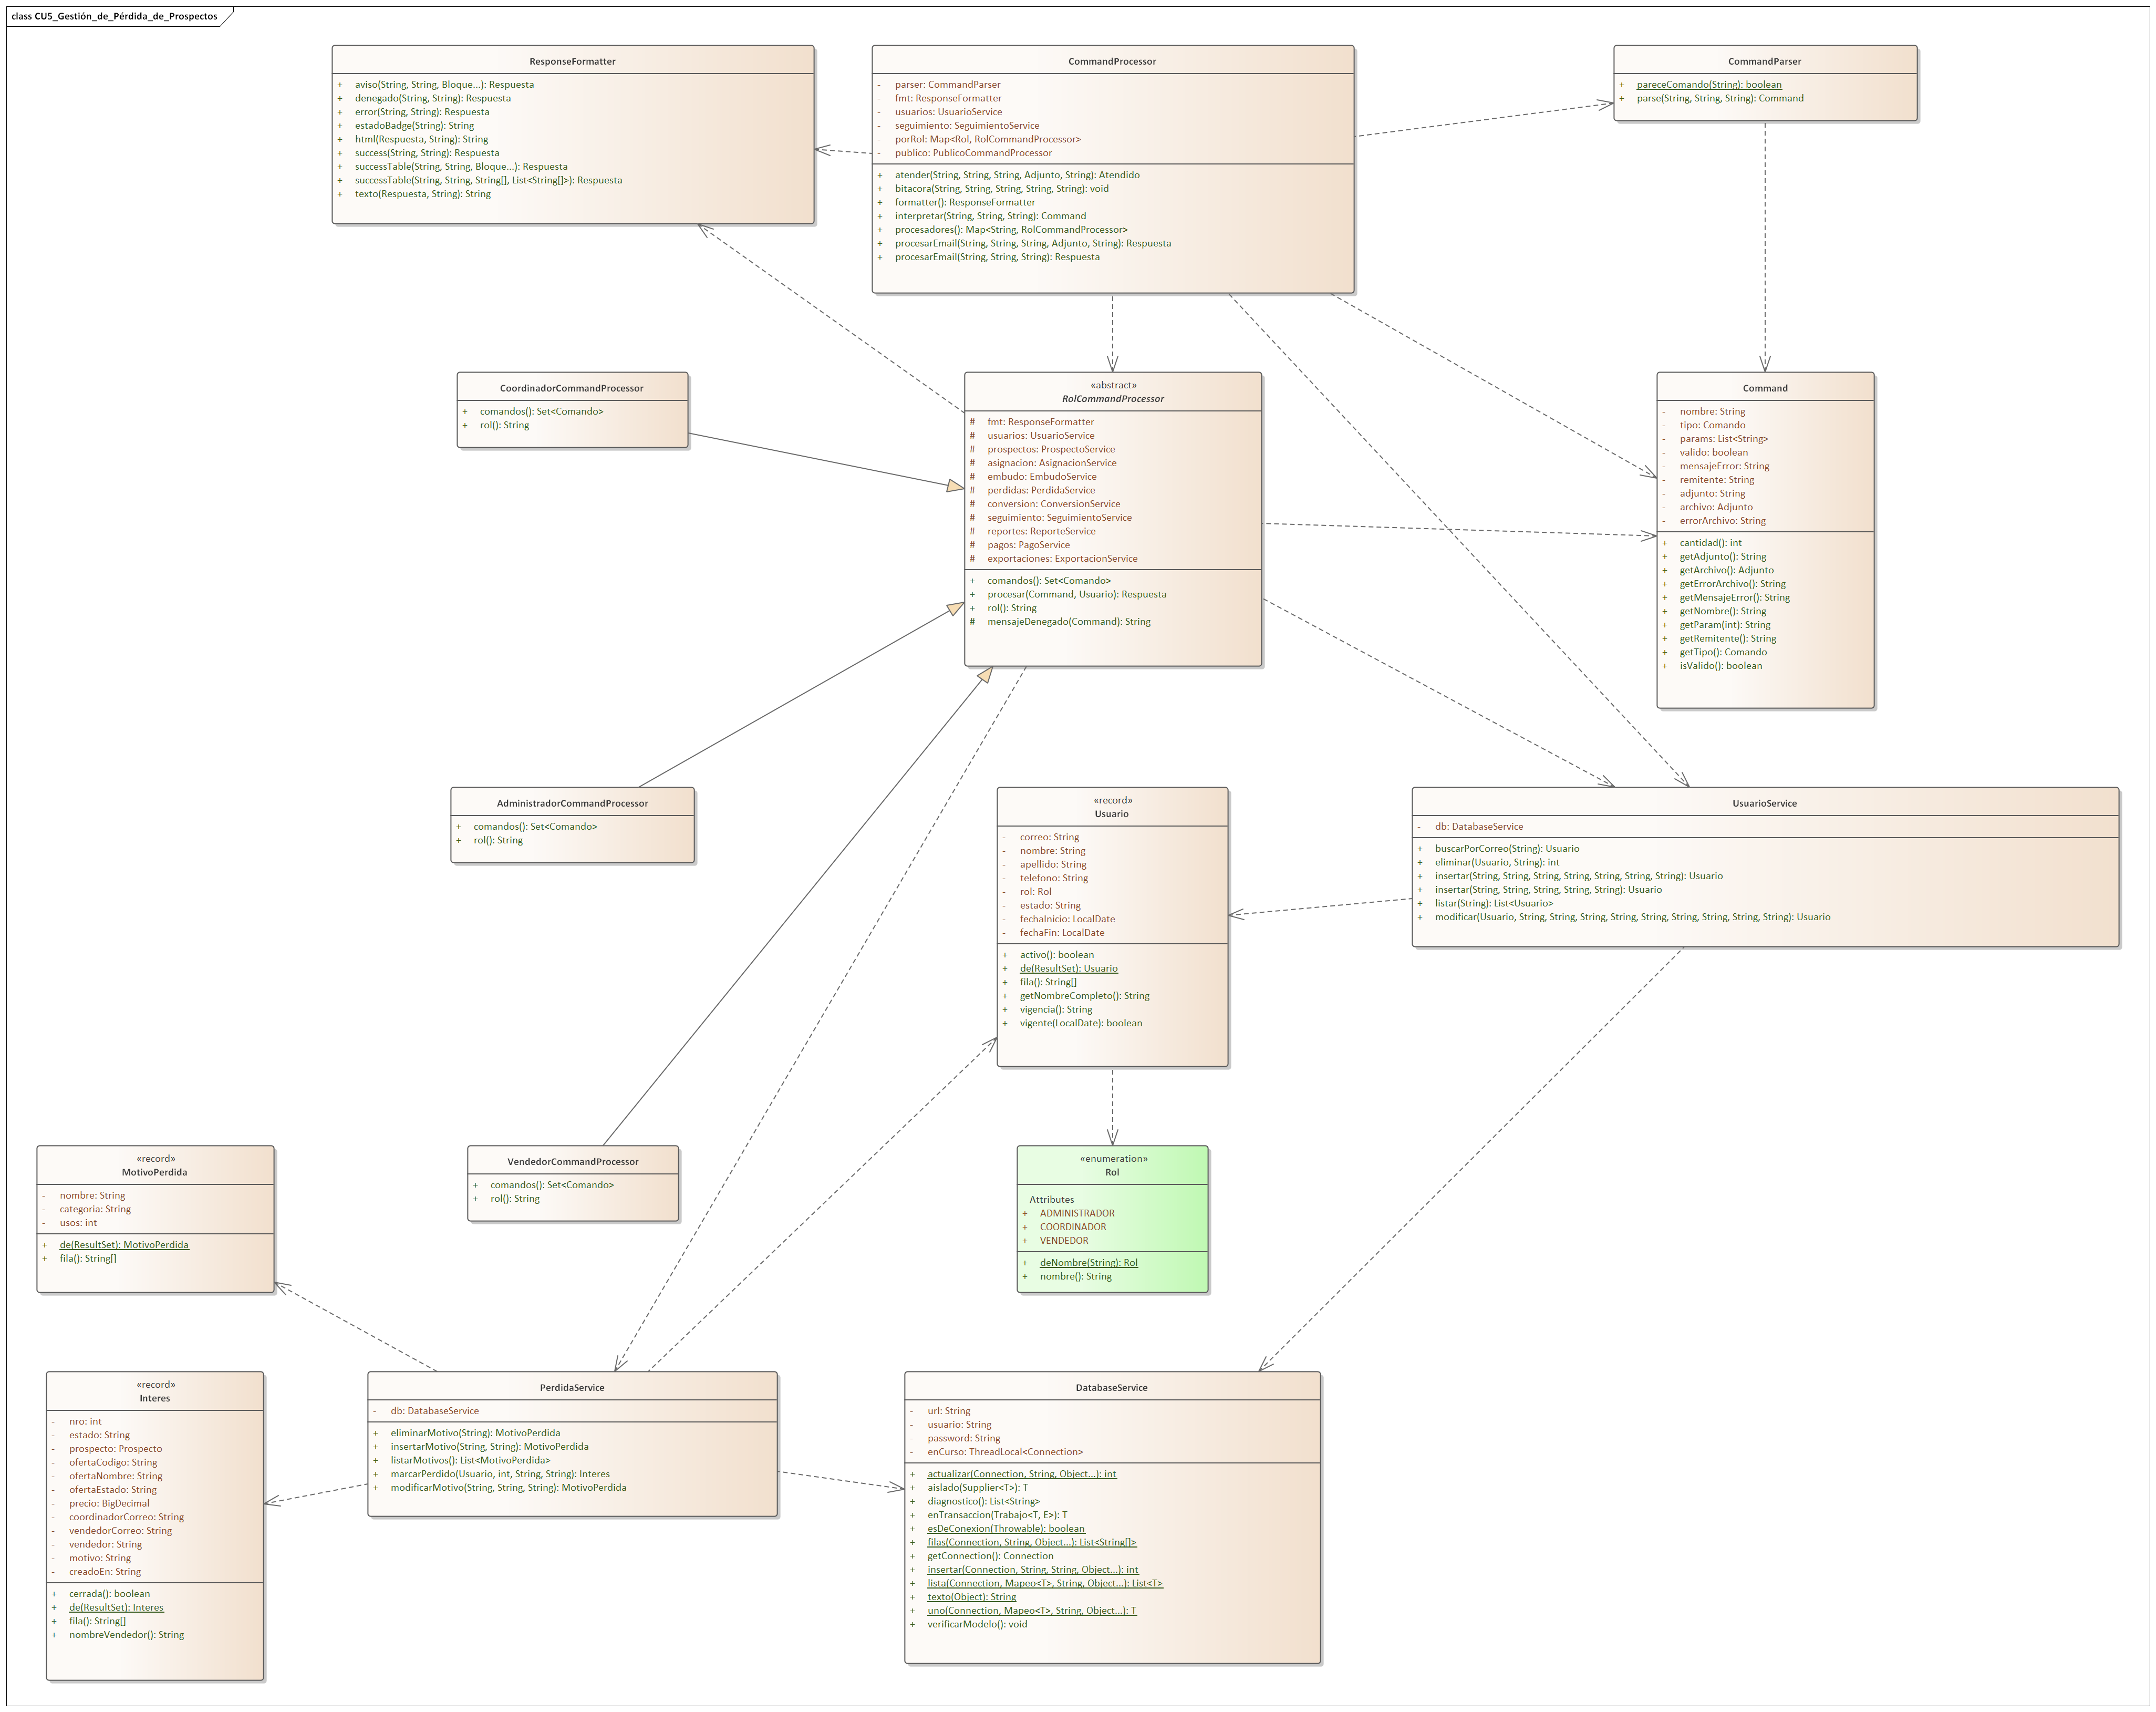 class CU5_Gestión_de_Pérdida_de_Prospectos
ResponseFormatter
+ aviso(String, String, Bloque...): Respuesta
+ denegado(String, String): Respuesta
+ error(String, String): Respuesta
+ estadoBadge(String): String
+ html(Respuesta, String): String
+ success(String, String): Respuesta
+ successTable(String, String, Bloque...): Respuesta
+ successTable(String, String, String[], List<String[]>): Respuesta
+ texto(Respuesta, String): String
CommandProcessor
- parser: CommandParser
- fmt: ResponseFormatter
- usuarios: UsuarioService
- seguimiento: SeguimientoService
- porRol: Map<Rol, RolCommandProcessor>
- publico: PublicoCommandProcessor
+ atender(String, String, String, Adjunto, String): Atendido
+ bitacora(String, String, String, String, String): void
+ formatter(): ResponseFormatter
+ interpretar(String, String, String): Command
+ procesadores(): Map<String, RolCommandProcessor>
+ procesarEmail(String, String, String, Adjunto, String): Respuesta
+ procesarEmail(String, String, String): Respuesta
CommandParser
+ pareceComando(String): boolean
+ parse(String, String, String): Command
CoordinadorCommandProcessor
+ comandos(): Set<Comando>
+ rol(): String
«abstract»
RolCommandProcessor
# fmt: ResponseFormatter
# usuarios: UsuarioService
# prospectos: ProspectoService
# asignacion: AsignacionService
# embudo: EmbudoService
# perdidas: PerdidaService
# conversion: ConversionService
# seguimiento: SeguimientoService
# reportes: ReporteService
# pagos: PagoService
# exportaciones: ExportacionService
+ comandos(): Set<Comando>
+ procesar(Command, Usuario): Respuesta
+ rol(): String
# mensajeDenegado(Command): String
Command
- nombre: String
- tipo: Comando
- params: List<String>
- valido: boolean
- mensajeError: String
- remitente: String
- adjunto: String
- archivo: Adjunto
- errorArchivo: String
+ cantidad(): int
+ getAdjunto(): String
+ getArchivo(): Adjunto
+ getErrorArchivo(): String
+ getMensajeError(): String
+ getNombre(): String
+ getParam(int): String
+ getRemitente(): String
+ getTipo(): Comando
+ isValido(): boolean
AdministradorCommandProcessor
+ comandos(): Set<Comando>
+ rol(): String
«record»
Usuario
- correo: String
- nombre: String
- apellido: String
- telefono: String
- rol: Rol
- estado: String
- fechaInicio: LocalDate
- fechaFin: LocalDate
+ activo(): boolean
+ de(ResultSet): Usuario
+ fila(): String[]
+ getNombreCompleto(): String
+ vigencia(): String
+ vigente(LocalDate): boolean
UsuarioService
- db: DatabaseService
+ buscarPorCorreo(String): Usuario
+ eliminar(Usuario, String): int
+ insertar(String, String, String, String, String, String, String): Usuario
+ insertar(String, String, String, String, String): Usuario
+ listar(String): List<Usuario>
+ modificar(Usuario, String, String, String, String, String, String, String, String, String): Usuario
«record»
MotivoPerdida
- nombre: String
- categoria: String
- usos: int
+ de(ResultSet): MotivoPerdida
+ fila(): String[]
VendedorCommandProcessor
+ comandos(): Set<Comando>
+ rol(): String
«enumeration»
Rol
Attributes
+ ADMINISTRADOR
+ COORDINADOR
+ VENDEDOR
+ deNombre(String): Rol
+ nombre(): String
«record»
Interes
- nro: int
- estado: String
- prospecto: Prospecto
- ofertaCodigo: String
- ofertaNombre: String
- ofertaEstado: String
- precio: BigDecimal
- coordinadorCorreo: String
- vendedorCorreo: String
- vendedor: String
- motivo: String
- creadoEn: String
+ cerrada(): boolean
+ de(ResultSet): Interes
+ fila(): String[]
+ nombreVendedor(): String
PerdidaService
- db: DatabaseService
+ eliminarMotivo(String): MotivoPerdida
+ insertarMotivo(String, String): MotivoPerdida
+ listarMotivos(): List<MotivoPerdida>
+ marcarPerdido(Usuario, int, String, String): Interes
+ modificarMotivo(String, String, String): MotivoPerdida
DatabaseService
- url: String
- usuario: String
- password: String
- enCurso: ThreadLocal<Connection>
+ actualizar(Connection, String, Object...): int
+ aislado(Supplier<T>): T
+ diagnostico(): List<String>
+ enTransaccion(Trabajo<T, E>): T
+ esDeConexion(Throwable): boolean
+ filas(Connection, String, Object...): List<String[]>
+ getConnection(): Connection
+ insertar(Connection, String, String, Object...): int
+ lista(Connection, Mapeo<T>, String, Object...): List<T>
+ texto(Object): String
+ uno(Connection, Mapeo<T>, String, Object...): T
+ verificarModelo(): void